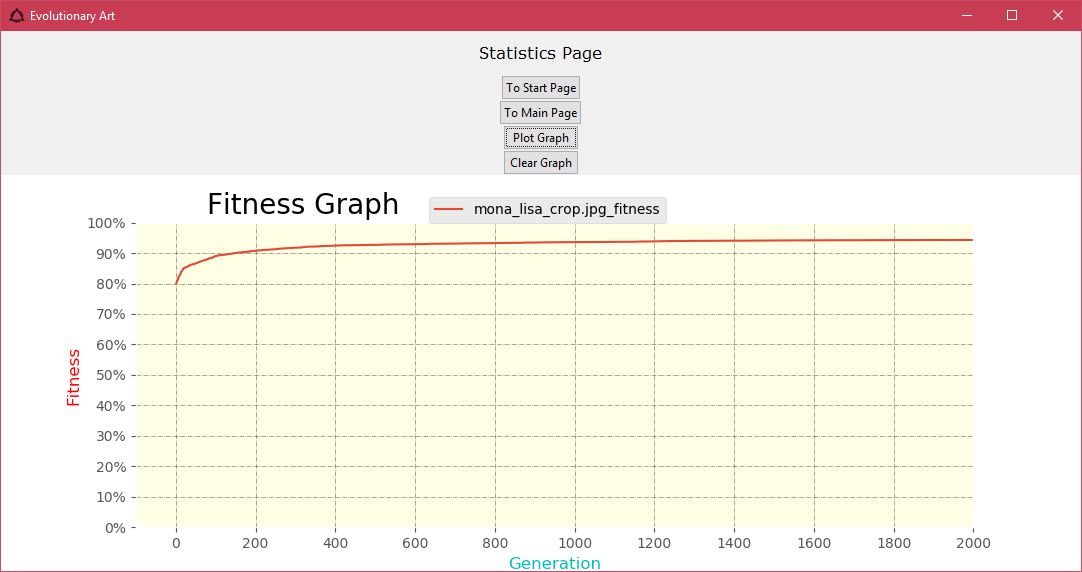 Evolutionary Art
Statistics Page
To Start Page
To Main Page
Plot Graph
Clear Graph
Fitness Graph
mona_lisa_crop.jpg_fitness
100%
90%
80%
70%
60%
50%
40%
30%
20%
10%
0%
Fitness
0 200 400 600 800 1000 1200 1400 1600 1800 2000
Generation